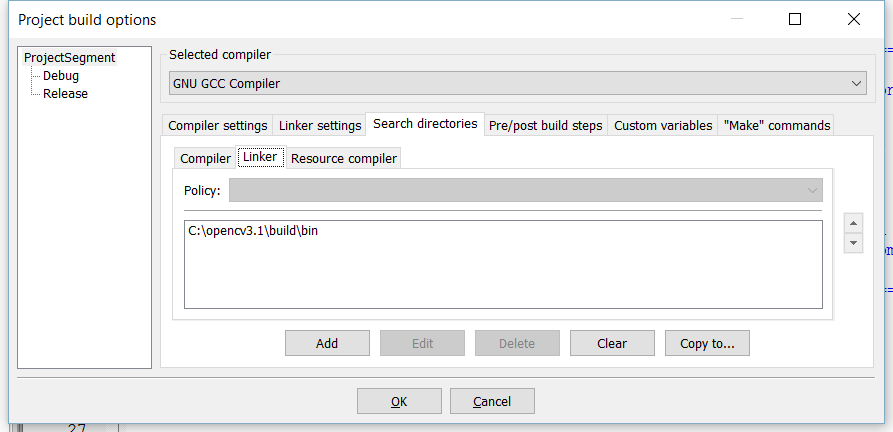 Project build options
ProjectSegment
Debug
Release
Selected compiler
GNU GCC Compiler
Compiler settings Linker settings Search directories Pre/post build steps Custom variables "Make" commands
Compiler Linker Resource compiler
Policy:
C:\opencv3.1\build\bin
Add Edit Delete Clear Copy to...
OK Cancel
27